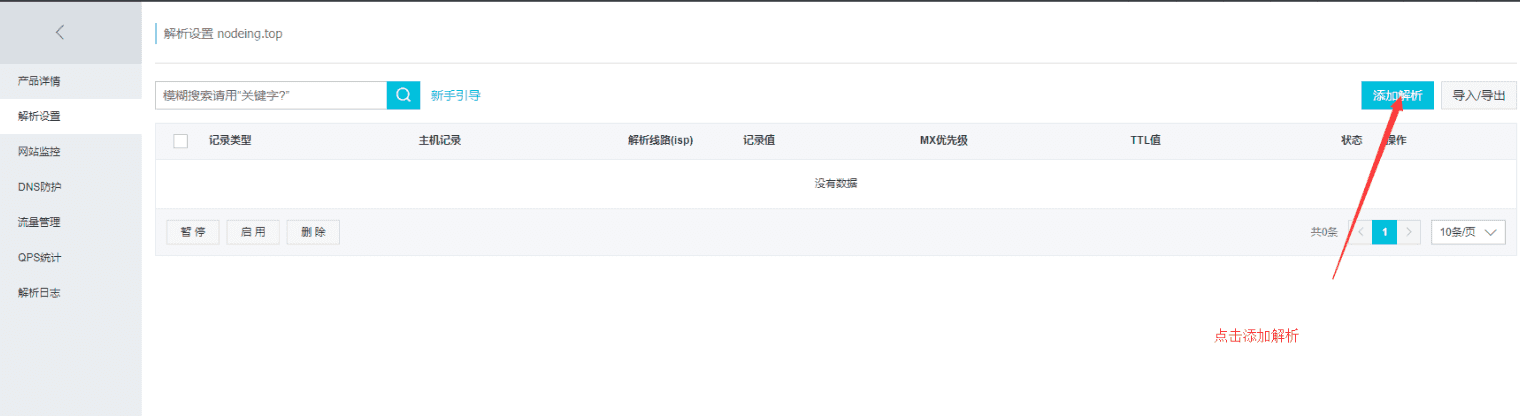 解析设置 nodeing.top
产品详情
解析设置
网站监控
DNS防护
流量管理
QPS统计
解析日志
模糊搜索请用"关键字?" 新手引导 添加解析 导入/导出
记录类型 主机记录 解析线路(isp) 记录值 MX优先级 TTL值 状态 操作
没有数据
暂 停 启 用 删 除 共0条 1 10条/页
点击添加解析